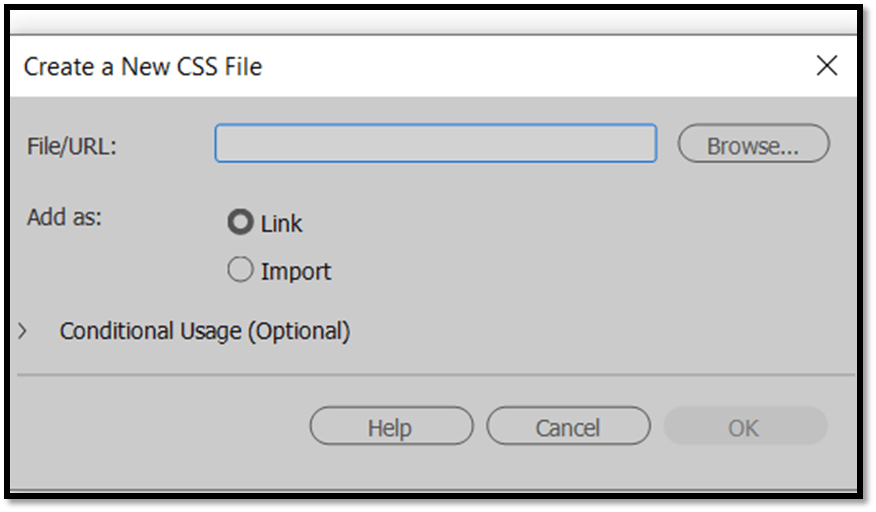 Create a New CSS File
File/URL:
Browse...
Add as:
Link
Import
Conditional Usage (Optional)
Help
Cancel
OK